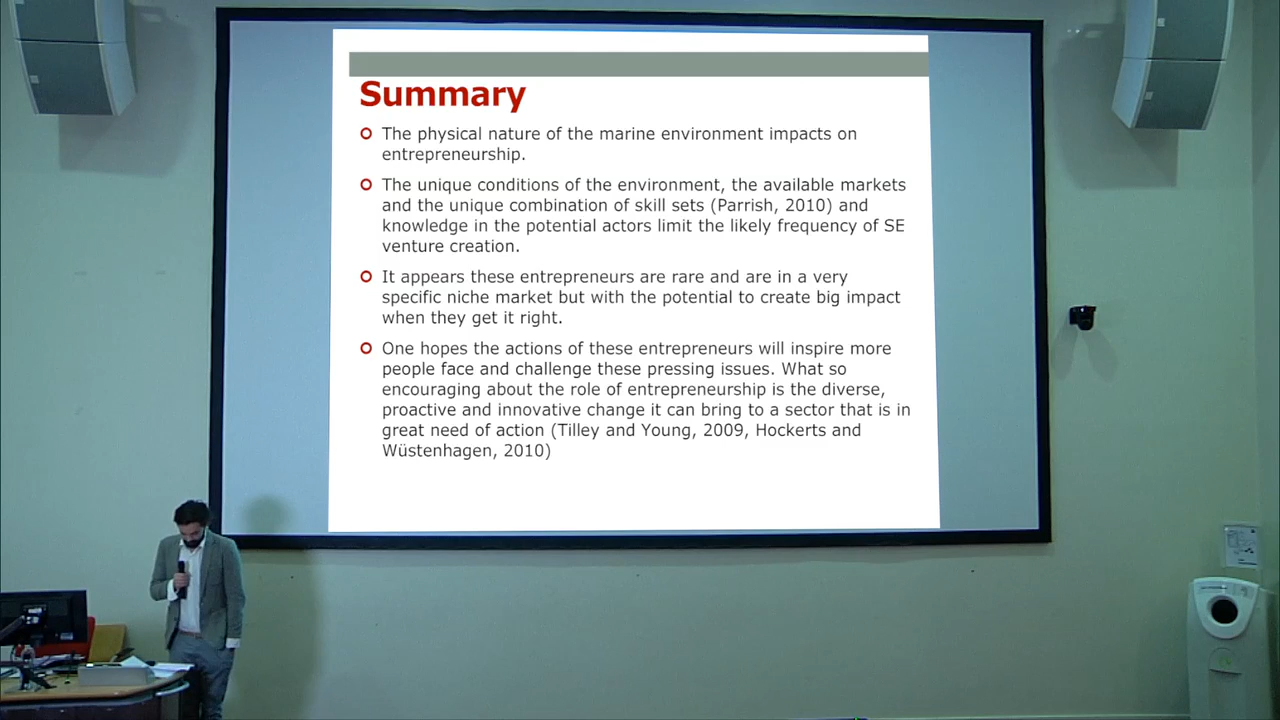 Summary
The physical nature of the marine environment impacts on
entrepreneurship.
The unique conditions of the environment, the available markets
and the unique combination of skill sets (Parrish, 2010) and
knowledge in the potential actors limit the likely frequency of SE
venture creation.
It appears these entrepreneurs are rare and are in a very
specific niche market but with the potential to create big impact
when they get it right.
One hopes the actions of these entrepreneurs will inspire more
people face and challenge these pressing issues. What so
encouraging about the role of entrepreneurship is the diverse,
proactive and innovative change it can bring to a sector that is in
great need of action (Tilley and Young, 2009, Hockerts and
Wüstenhagen, 2010)